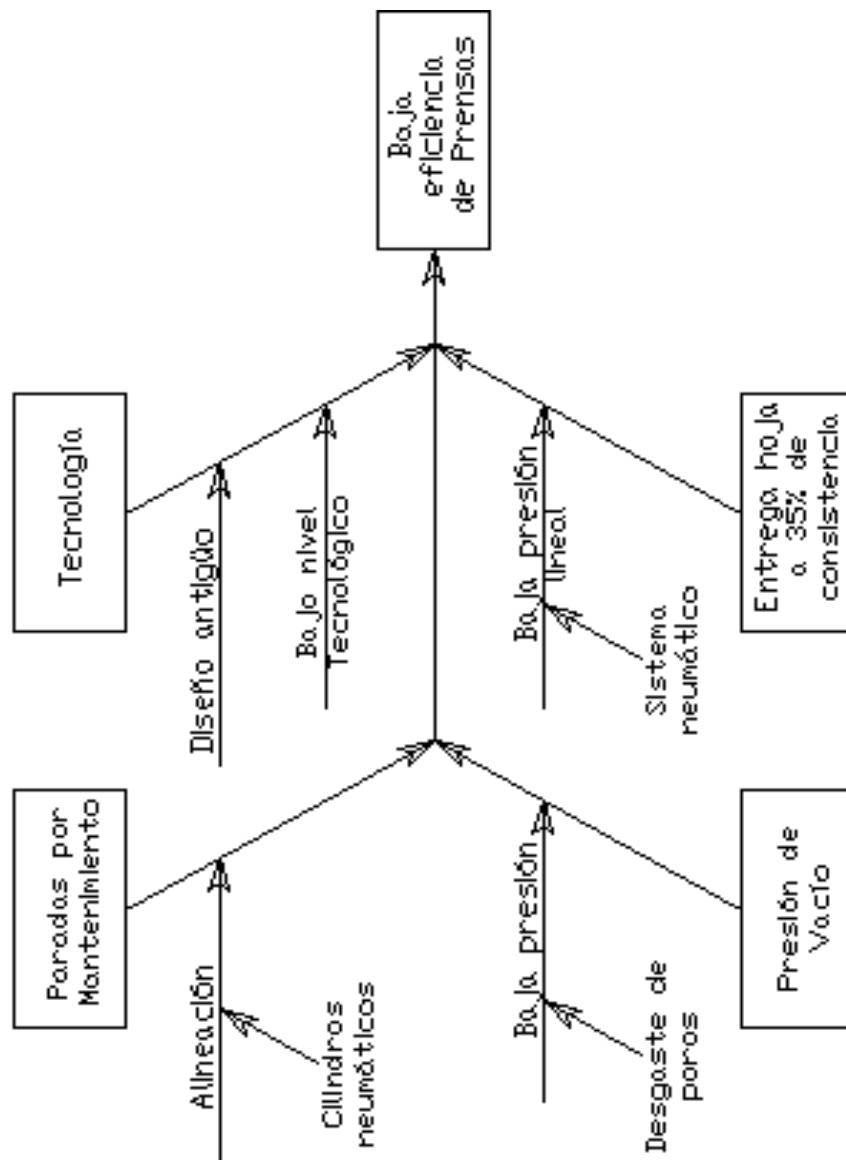 Paradas por
Mantenimiento
Tecnología
Alineación
Cilindros
neumáticos
Diseño antigüo
Bajo nivel
Tecnológico
Baja
eficiencia
de Prensas
Baja presión
Desgaste de
poros
Baja presión
lineal
Sistema
neumático
Presión de
Vacío
Entrega hoja
a 35% de
consistencia